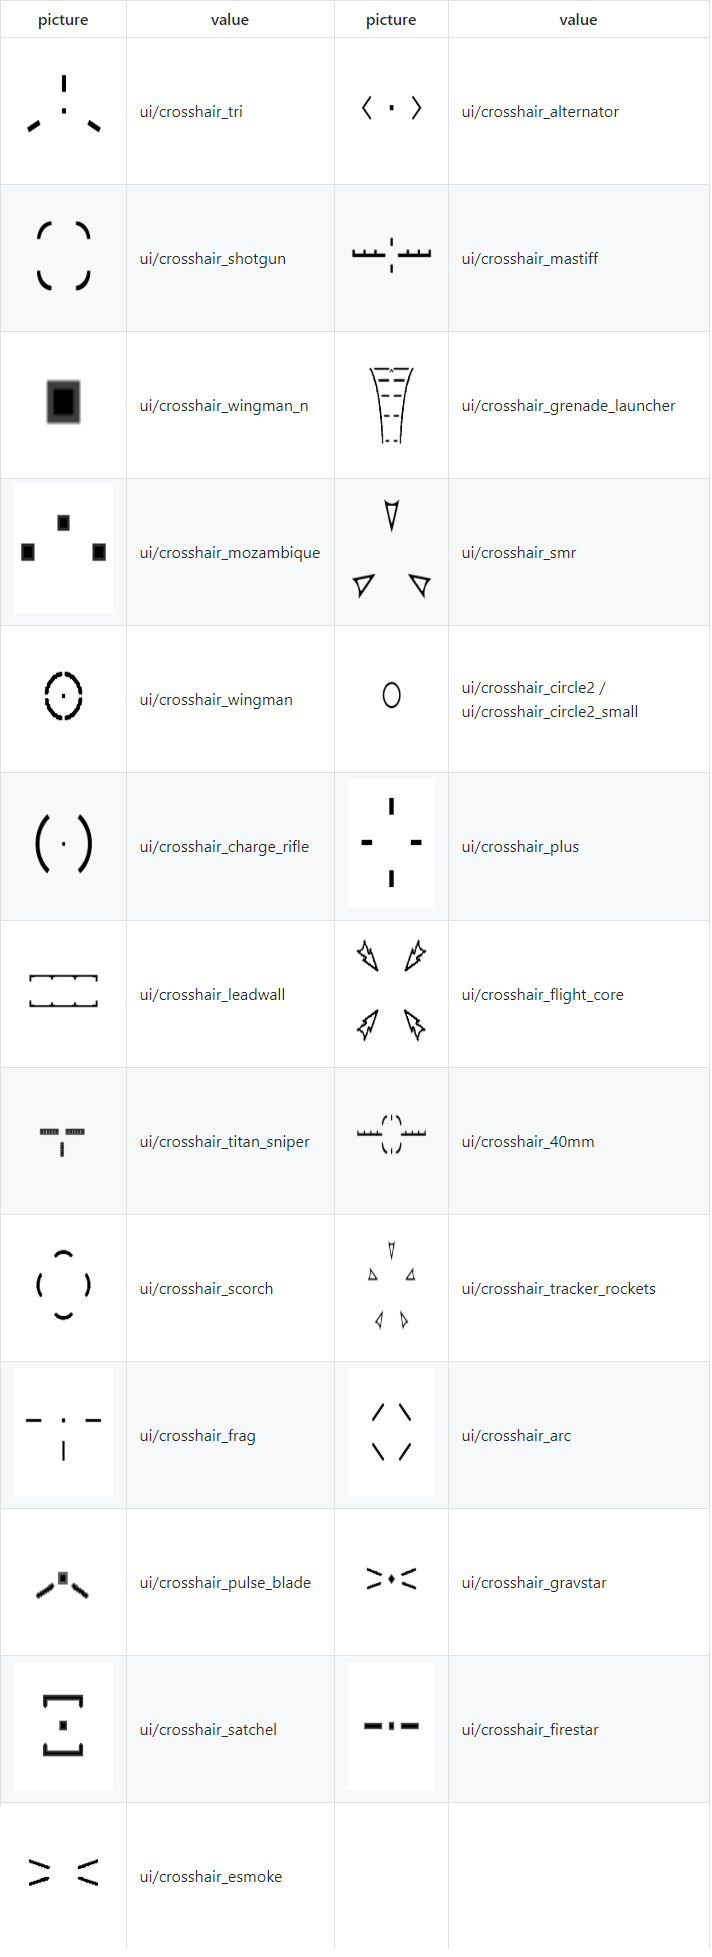 picture value picture value
ui/crosshair_tri ui/crosshair_alternator
ui/crosshair_shotgun ui/crosshair_mastiff
ui/crosshair_wingman_n ui/crosshair_grenade_launcher
ui/crosshair_mozambique ui/crosshair_smr
ui/crosshair_wingman ui/crosshair_circle2 /
ui/crosshair_circle2_small
ui/crosshair_charge_rifle ui/crosshair_plus
ui/crosshair_leadwall ui/crosshair_flight_core
ui/crosshair_titan_sniper ui/crosshair_40mm
ui/crosshair_scorch ui/crosshair_tracker_rockets
ui/crosshair_frag ui/crosshair_arc
ui/crosshair_pulse_blade ui/crosshair_gravstar
ui/crosshair_satchel ui/crosshair_firestar
ui/crosshair_esmoke